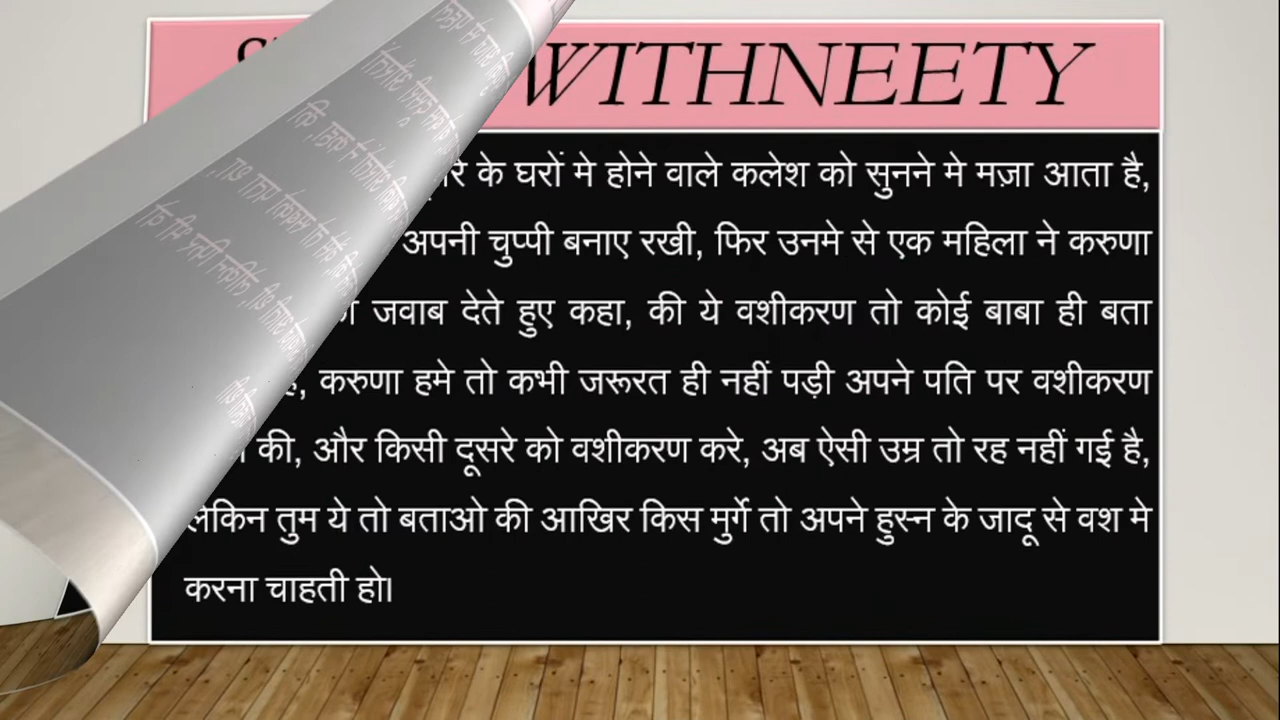 WITHNEETY
के घरों मे होने वाले कलेश को सुनने मे मज़ा आता है,
अपनी चुप्पी बनाए रखी, फिर उनमे से एक महिला ने करुणा
जवाब देते हुए कहा, की ये वशीकरण तो कोई बाबा ही बता
करुणा हमे तो कभी जरूरत ही नहीं पड़ी अपने पति पर वशीकरण
की, और किसी दूसरे को वशीकरण करे, अब ऐसी उम्र तो रह नहीं गई है,
लेकिन तुम ये तो बताओ की आखिर किस मुर्गे तो अपने हुस्न के जादू से वश मे
करना चाहती हो।